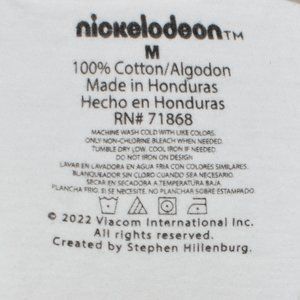 nickelodeon™
M
100% Cotton/Algodon
Made in Honduras
Hecho en Honduras
RN# 71868
MACHINE WASH COLD WITH LIKE COLORS.
ONLY NON-CHLORINE BLEACH WHEN NEEDED.
TUMBLE DRY LOW. COOL IRON IF NEEDED.
DO NOT IRON ON DESIGN
LAVAR EN LAVADORA EN AGUA FRIA CON COLORES SIMILARES.
BLANQUEADOR SIN CLORO CUANDO SEA NECESARIO.
SECAR EN SECADORA A TEMPERATURA BAJA.
PLANCHA FRIO. SI ES NECESARIO. NO PLANCHAR SOBRE ESTAMPADO.
© 2022 Viacom International Inc.
All rights reserved.
Created by Stephen Hillenburg.